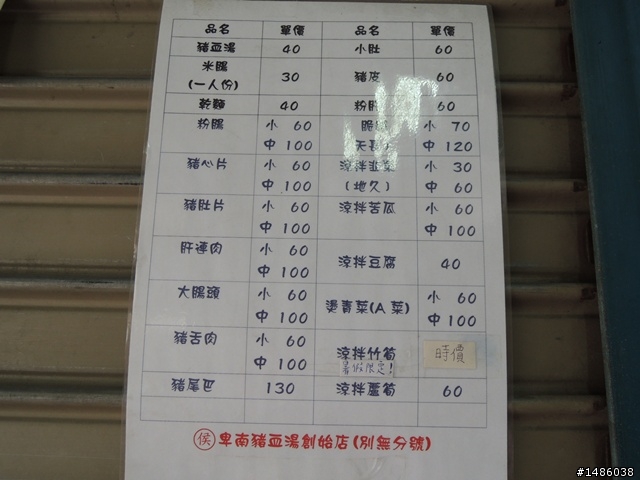 品名 單價 品名 單價
豬血湯 40 小肚 60
米腸 30 豬皮 60
(一人份)
乾麵 40 粉 60
粉腸 小 60 小 70
中 100 中 120
豬心片 小 60 涼拌韭菜 小 30
中 100 (地久) 中 60
豬肚片 小 60 涼拌苦瓜 小 60
中 100 中 100
肝連肉 小 60 涼拌豆腐 40
中 100
大腸頭 小 60 燙青菜(A 菜) 小 60
中 100 中 100
豬舌肉 小 60 涼拌竹筍 時價
中 100 暑假限定!
豬尾巴 130 涼拌蘆筍 60
侯 卑南豬血湯創始店(別無分號)
#1486038